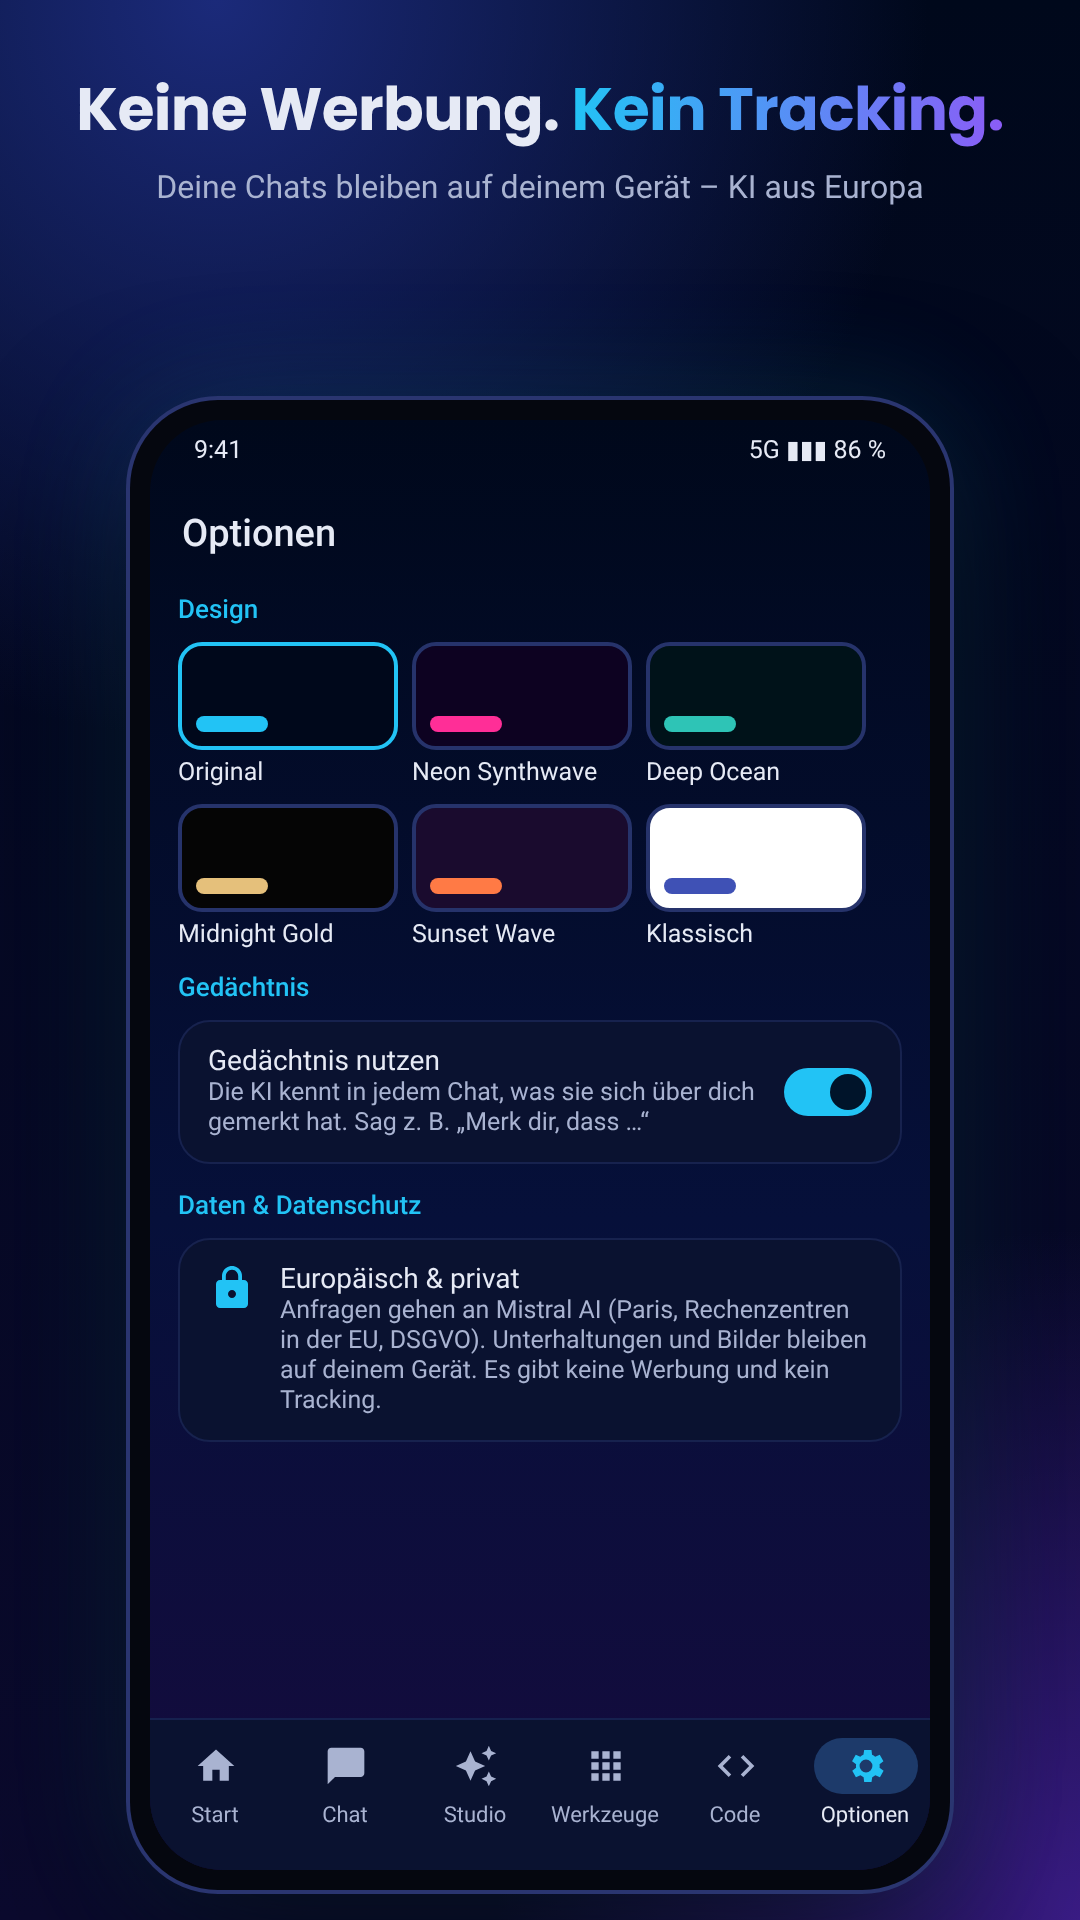 Keine Werbung. Kein Tracking.
Deine Chats bleiben auf deinem Gerät – KI aus Europa
9:41
5G ▮▮▮ 86 %
Optionen
Design
Original
Neon Synthwave
Deep Ocean
Midnight Gold
Sunset Wave
Klassisch
Gedächtnis
Gedächtnis nutzen
Die KI kennt in jedem Chat, was sie sich über dich
gemerkt hat. Sag z. B. „Merk dir, dass …“
Daten & Datenschutz
Europäisch & privat
Anfragen gehen an Mistral AI (Paris, Rechenzentren
in der EU, DSGVO). Unterhaltungen und Bilder bleiben
auf deinem Gerät. Es gibt keine Werbung und kein
Tracking.
Start
Chat
Studio
Werkzeuge
Code
Optionen